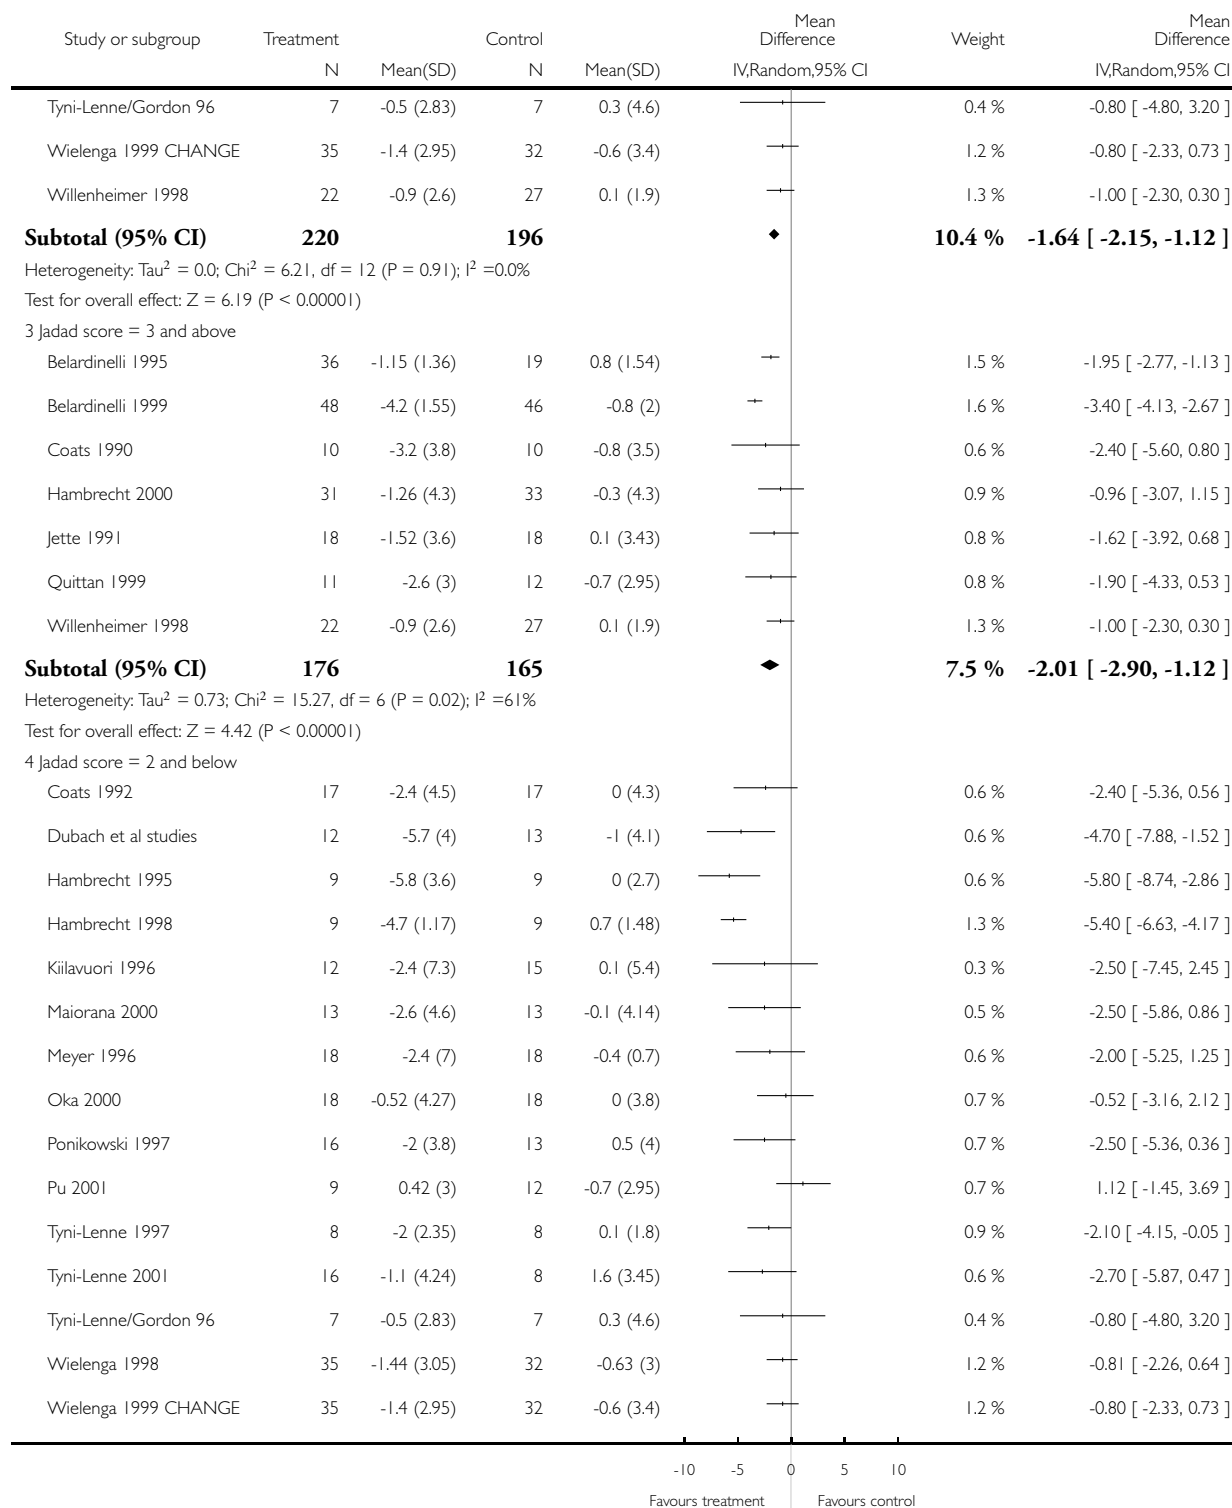 Study or subgroup Treatment Control Mean Difference Weight Mean Difference
N Mean(SD) N Mean(SD) IV,Random,95% CI IV,Random,95% CI
Tyni-Lenne/Gordon 96 7 -0.5 (2.83) 7 0.3 (4.6) 0.4 % -0.80 [ -4.80, 3.20 ]
Wielenga 1999 CHANGE 35 -1.4 (2.95) 32 -0.6 (3.4) 1.2 % -0.80 [ -2.33, 0.73 ]
Willenheimer 1998 22 -0.9 (2.6) 27 0.1 (1.9) 1.3 % -1.00 [ -2.30, 0.30 ]
Subtotal (95% CI) 220 196 10.4 % -1.64 [ -2.15, -1.12 ]
Heterogeneity: Tau² = 0.0; Chi² = 6.21, df = 12 (P = 0.91); I² =0.0%
Test for overall effect: Z = 6.19 (P < 0.00001)
3 Jadad score = 3 and above
Belardinelli 1995 36 -1.15 (1.36) 19 0.8 (1.54) 1.5 % -1.95 [ -2.77, -1.13 ]
Belardinelli 1999 48 -4.2 (1.55) 46 -0.8 (2) 1.6 % -3.40 [ -4.13, -2.67 ]
Coats 1990 10 -3.2 (3.8) 10 -0.8 (3.5) 0.6 % -2.40 [ -5.60, 0.80 ]
Hambrecht 2000 31 -1.26 (4.3) 33 -0.3 (4.3) 0.9 % -0.96 [ -3.07, 1.15 ]
Jette 1991 18 -1.52 (3.6) 18 0.1 (3.43) 0.8 % -1.62 [ -3.92, 0.68 ]
Quittan 1999 11 -2.6 (3) 12 -0.7 (2.95) 0.8 % -1.90 [ -4.33, 0.53 ]
Willenheimer 1998 22 -0.9 (2.6) 27 0.1 (1.9) 1.3 % -1.00 [ -2.30, 0.30 ]
Subtotal (95% CI) 176 165 7.5 % -2.01 [ -2.90, -1.12 ]
Heterogeneity: Tau² = 0.73; Chi² = 15.27, df = 6 (P = 0.02); I² =61%
Test for overall effect: Z = 4.42 (P < 0.00001)
4 Jadad score = 2 and below
Coats 1992 17 -2.4 (4.5) 17 0 (4.3) 0.6 % -2.40 [ -5.36, 0.56 ]
Dubach et al studies 12 -5.7 (4) 13 -1 (4.1) 0.6 % -4.70 [ -7.88, -1.52 ]
Hambrecht 1995 9 -5.8 (3.6) 9 0 (2.7) 0.6 % -5.80 [ -8.74, -2.86 ]
Hambrecht 1998 9 -4.7 (1.17) 9 0.7 (1.48) 1.3 % -5.40 [ -6.63, -4.17 ]
Kiilavuori 1996 12 -2.4 (7.3) 15 0.1 (5.4) 0.3 % -2.50 [ -7.45, 2.45 ]
Maiorana 2000 13 -2.6 (4.6) 13 -0.1 (4.14) 0.5 % -2.50 [ -5.86, 0.86 ]
Meyer 1996 18 -2.4 (7) 18 -0.4 (0.7) 0.6 % -2.00 [ -5.25, 1.25 ]
Oka 2000 18 -0.52 (4.27) 18 0 (3.8) 0.7 % -0.52 [ -3.16, 2.12 ]
Ponikowski 1997 16 -2 (3.8) 13 0.5 (4) 0.7 % -2.50 [ -5.36, 0.36 ]
Pu 2001 9 0.42 (3) 12 -0.7 (2.95) 0.7 % 1.12 [ -1.45, 3.69 ]
Tyni-Lenne 1997 8 -2 (2.35) 8 0.1 (1.8) 0.9 % -2.10 [ -4.15, -0.05 ]
Tyni-Lenne 2001 16 -1.1 (4.24) 8 1.6 (3.45) 0.6 % -2.70 [ -5.87, 0.47 ]
Tyni-Lenne/Gordon 96 7 -0.5 (2.83) 7 0.3 (4.6) 0.4 % -0.80 [ -4.80, 3.20 ]
Wielenga 1998 35 -1.44 (3.05) 32 -0.63 (3) 1.2 % -0.81 [ -2.26, 0.64 ]
Wielenga 1999 CHANGE 35 -1.4 (2.95) 32 -0.6 (3.4) 1.2 % -0.80 [ -2.33, 0.73 ]
-10 -5 0 5 10
Favours treatment Favours control